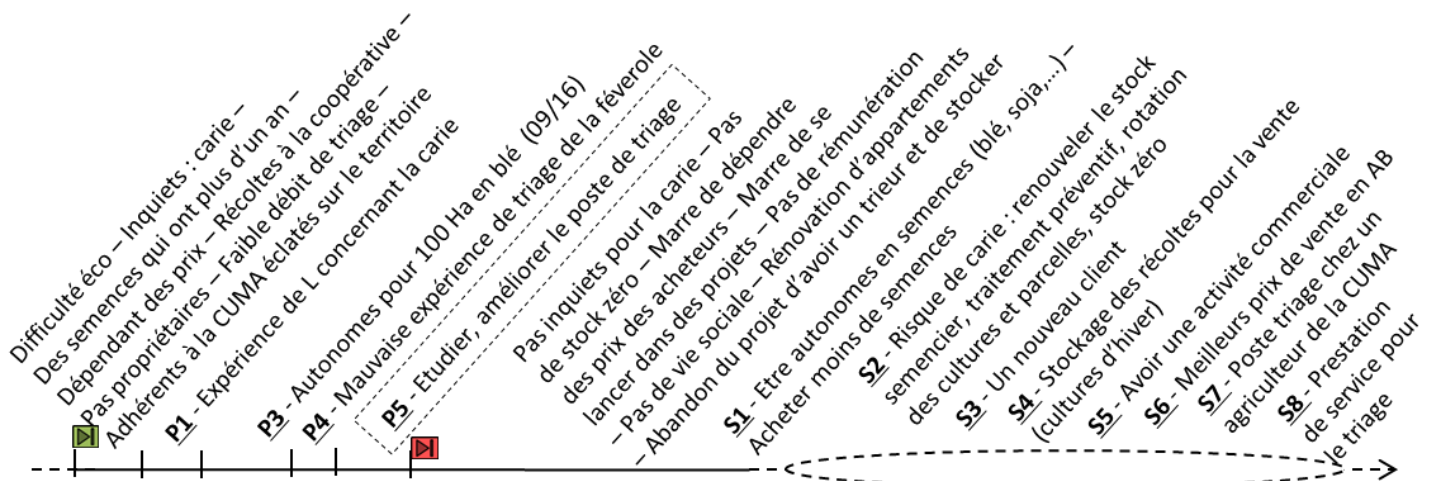 Difficulté éco – Inquiets : carie –
Des semences qui ont plus d'un an –
Dépendant des prix – Récoltes à la coopérative –
Pas propriétaires – Faible débit de triage –
Adhérents à la CUMA éclatés sur le territoire
P1 - Expérience de L concernant la carie
P3 - Autonomes pour 100 Ha en blé (09/16)
P4 - Mauvaise expérience de triage de la féverole
P5 - Etudier, améliorer le poste de triage
Pas inquiets pour la carie – Pas
de stock zéro – Marre de dépendre
des prix des acheteurs – Marre de se
lancer dans des projets – Pas de rémunération
– Pas de vie sociale – Rénovation d'appartements
– Abandon du projet d'avoir un trieur et de stocker
S1 - Etre autonomes en semences (blé, soja,...) –
Acheter moins de semences
S2 - Risque de carie : renouveler le stock
semencier, traitement préventif, rotation
des cultures et parcelles, stock zéro
S3 - Un nouveau client
S4 - Stockage des récoltes pour la vente
(cultures d'hiver)
S5 - Avoir une activité commerciale
S6 - Meilleurs prix de vente en AB
S7 - Poste triage chez un
agriculteur de la CUMA
S8 - Prestation
de service pour
le triage